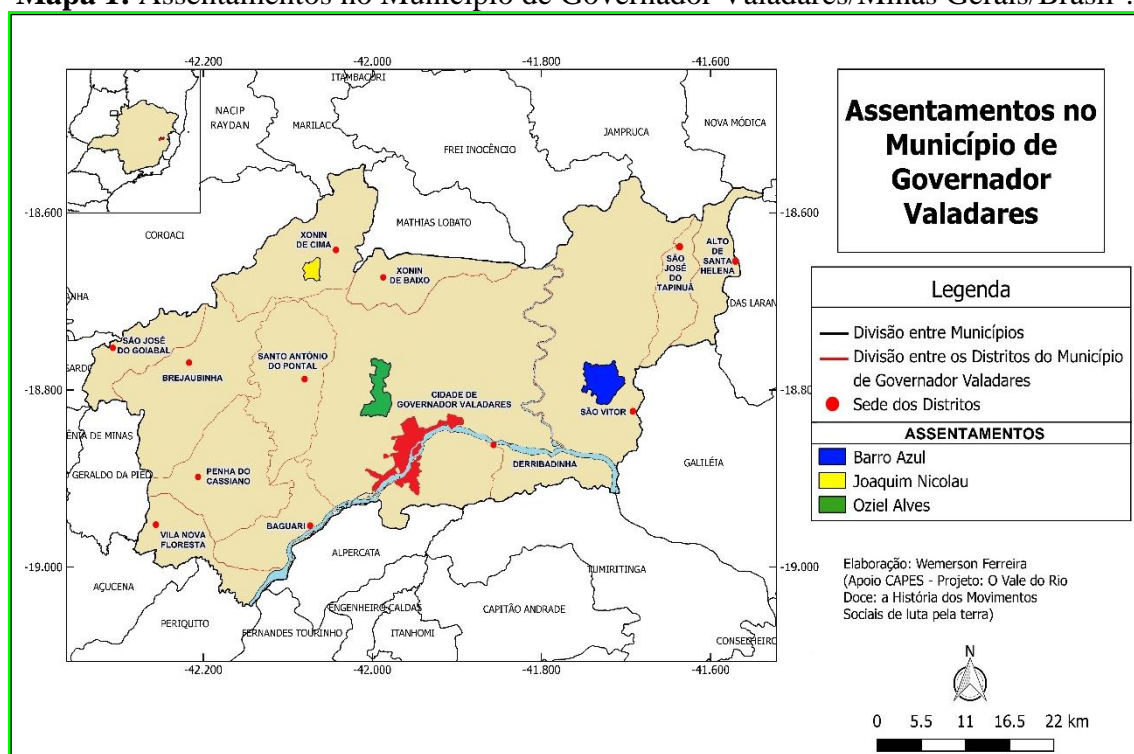 Mapa 1: Assentamentos no Município de Governador Valadares/Minas Gerais/Brasil .
-42.200
-42.000
-41.800
-41.600
ITAMBACURI
NACIP
RAYDAN
MARILAC
NOVA MÓDICA
JAMPRUCA
FREI INOCÊNCIO
-18.600
-18.600
MATHIAS LOBATO
COROACI
XONIN
DE CIMA
XONIN
DE BAIXO
SÃO
JOSÉ
DO
TAPINUÃ
ALTO
DE
SANTA
HELENA
DAS LARAN
NHA
SÃO JOSÉ
DO GOIABAL
SARDO
BREJAUBINHA
SANTO ANTÔNIO
DO PONTAL
-18.800
-18.80
CIDADE DE
GOVERNADOR VALADARES
SÃO VITOR
ÊNIA DE MINAS
GERALDO DA PIED
PENHA DO
CASSIANO
DERRIBADINHA
GALILÉIA
VILA NOVA
FLORESTA
BAGUARI
ALPERCATA
-19.000
-19.000
AÇUCENA
TUMIRITINGA
PERIQUITO
ENGENHEIRO CALDAS
CAPITÃO ANDRADE
FERNANDES TOURINHO
ITANHOMI
CONSELHEIRO
-42.200
-42.000
-41.800
-41.600
Assentamentos no
Município de
Governador
Valadares
Legenda
Divisão entre Municípios
Divisão entre os Distritos do Município
de Governador Valadares
Sede dos Distritos
ASSENTAMENTOS
Barro Azul
Joaquim Nicolau
Oziel Alves
Elaboração: Wemerson Ferreira
(Apoio CAPES - Projeto: O Vale do Rio
Doce: a História dos Movimentos
Sociais de luta pela terra)
N
0 5.5 11 16.5 22 km